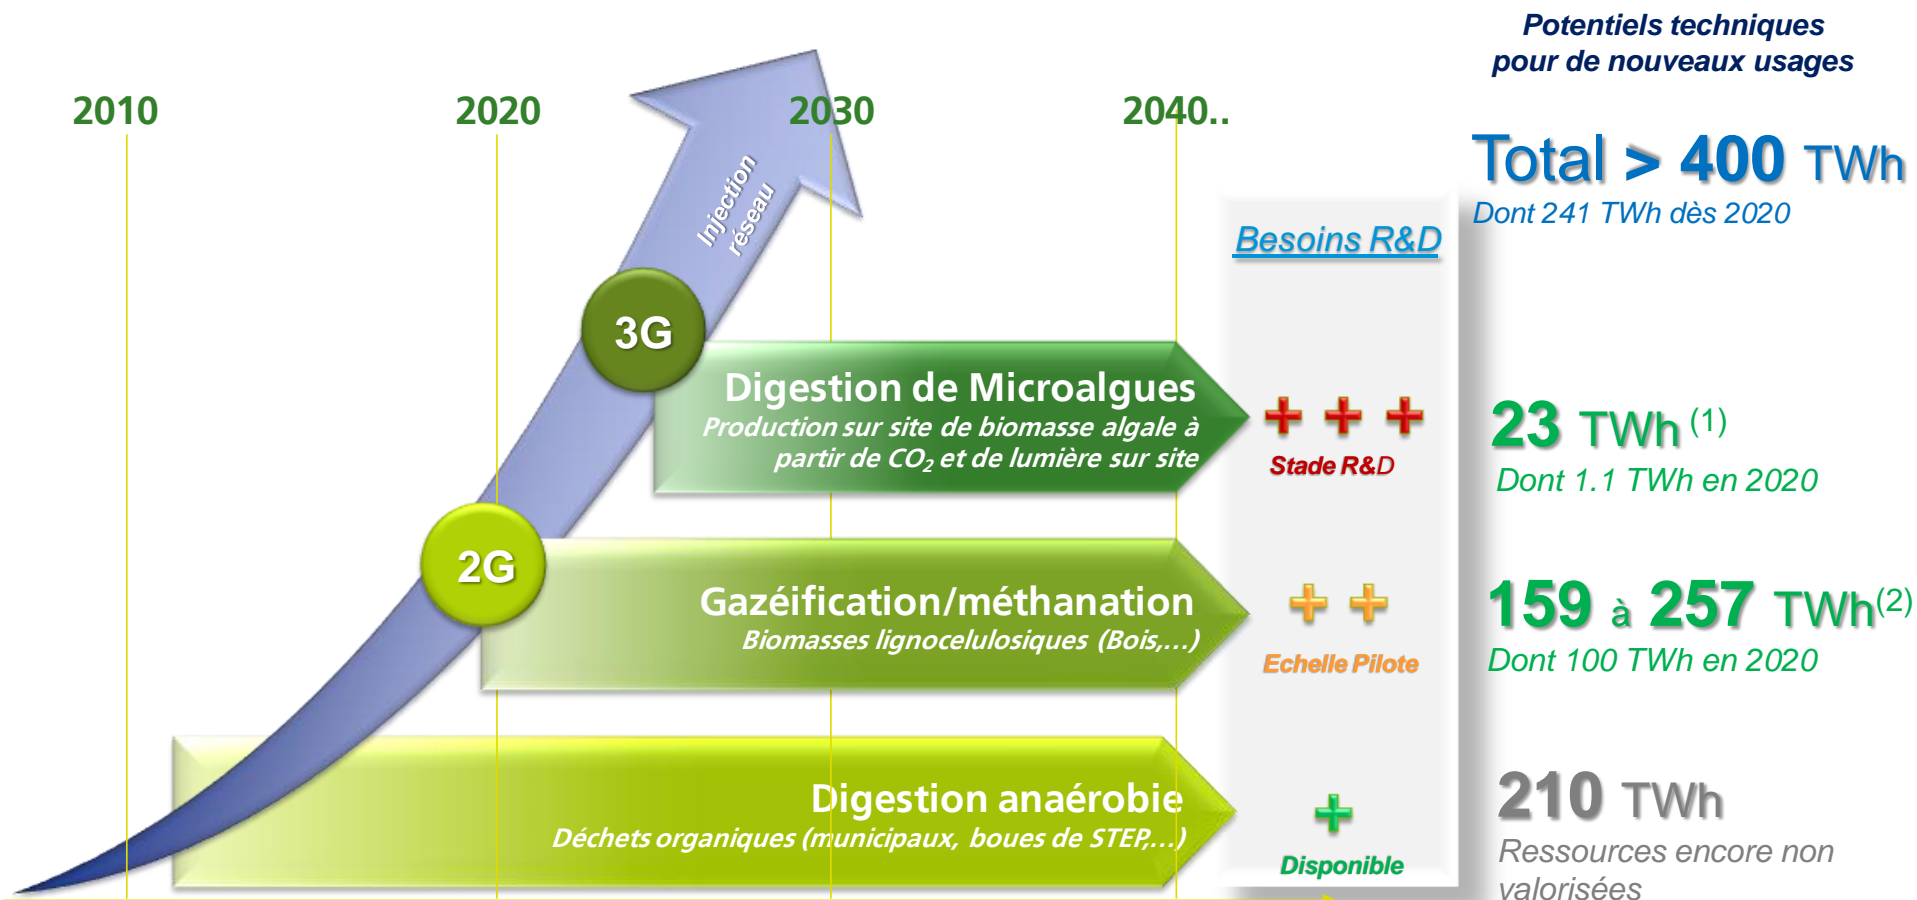 Potentiels techniques
pour de nouveaux usages
2010
2020
2030
2040..
Total > 400 TWh
Dont 241 TWh dès 2020
Injection
réseau
Besoins R&D
3G
Digestion de Microalgues
Production sur site de biomasse algale à
partir de CO₂ et de lumière sur site
+ + +
Stade R&D
23 TWh (1)
Dont 1.1 TWh en 2020
2G
Gazéification/méthanation
Biomasses lignocelulosiques (Bois,...)
+ +
Echelle Pilote
159 à 257 TWh(2)
Dont 100 TWh en 2020
Digestion anaérobie
Déchets organiques (municipaux, boues de STEP,...)
+
Disponible
210 TWh
Ressources encore non
valorisées